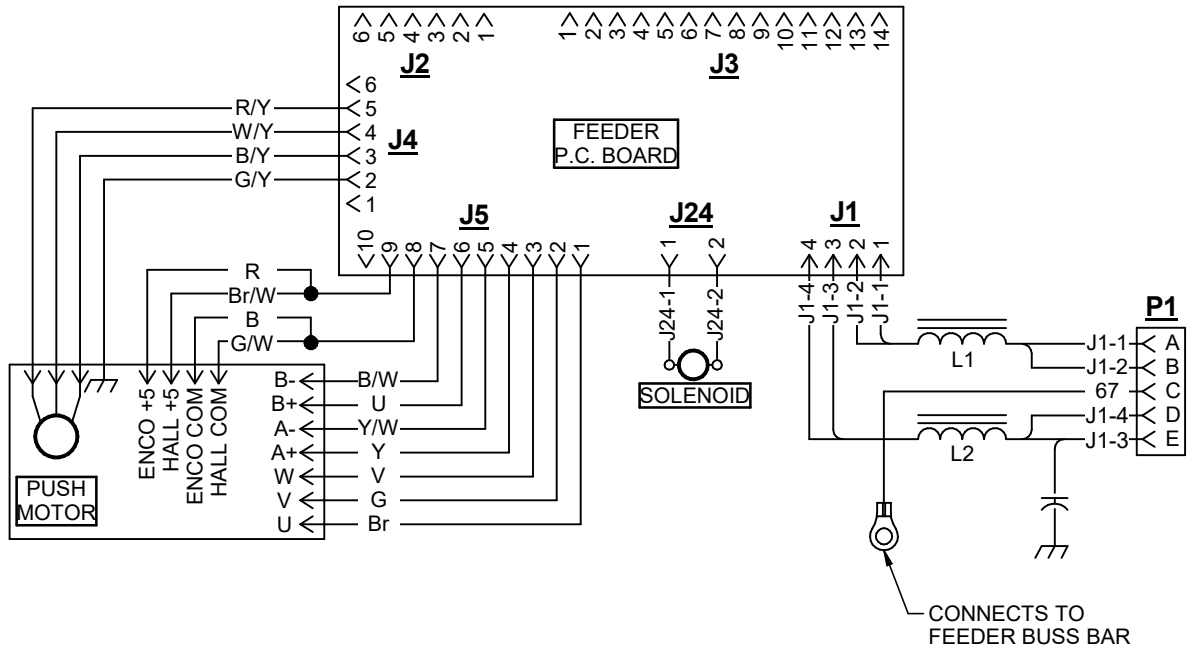 6 5 4 3 2 1
J2
1 2 3 4 5 6 7 8 9 10 11 12 13 14
J3
6
R/Y 5
W/Y 4
B/Y 3
G/Y 2
1
J4
FEEDER
P.C. BOARD
J5
10 9 8 7 6 5 4 3 2 1
J24
1 2
J24-1 J24-2
SOLENOID
J1
4 3 2 1
J1-4 J1-3 J1-2 J1-1
R
Br/W
B
G/W
ENCO +5
HALL +5
ENCO COM
HALL COM
PUSH
MOTOR
B- B/W
B+ U
A- Y/W
A+ Y
W V
V G
U Br
L1
L2
P1
J1-1 A
J1-2 B
67 C
J1-4 D
J1-3 E
CONNECTS TO
FEEDER BUSS BAR